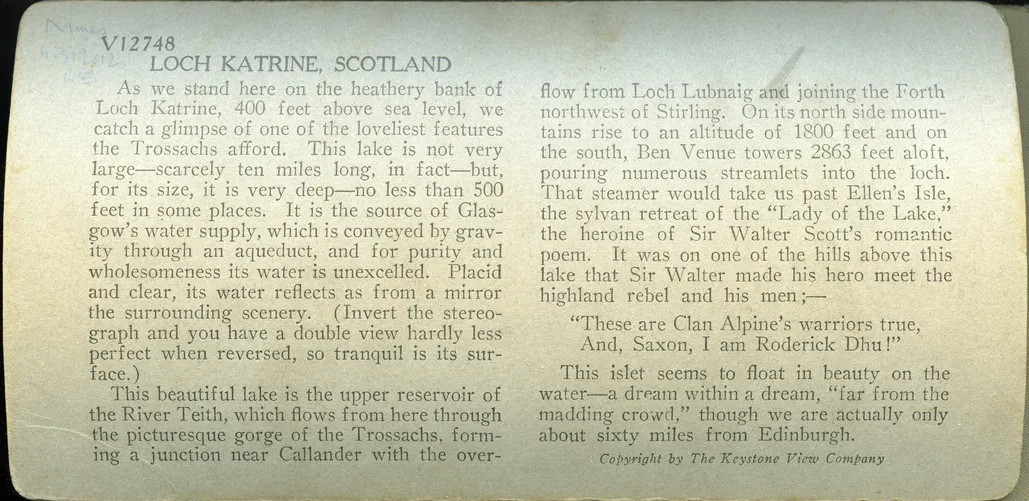 V12748
LOCH KATRINE, SCOTLAND
As we stand here on the heathery bank of
Loch Katrine, 400 feet above sea level, we
catch a glimpse of one of the loveliest features
the Trossachs afford. This lake is not very
large—scarcely ten miles long, in fact—but,
for its size, it is very deep—no less than 500
feet in some places. It is the source of Glas-
gow's water supply, which is conveyed by grav-
ity through an aqueduct, and for purity and
wholesomeness its water is unexcelled. Placid
and clear, its water reflects as from a mirror
the surrounding scenery. (Invert the stereo-
graph and you have a double view hardly less
perfect when reversed, so tranquil is its sur-
face.)
This beautiful lake is the upper reservoir of
the River Teith, which flows from here through
the picturesque gorge of the Trossachs, form-
ing a junction near Callander with the over-
flow from Loch Lubnaig and joining the Forth
northwest of Stirling. On its north side moun-
tains rise to an altitude of 1800 feet and on
the south, Ben Venue towers 2863 feet aloft,
pouring numerous streamlets into the loch.
That steamer would take us past Ellen's Isle,
the sylvan retreat of the "Lady of the Lake,"
the heroine of Sir Walter Scott's romantic
poem. It was on one of the hills above this
lake that Sir Walter made his hero meet the
highland rebel and his men;—
"These are Clan Alpine's warriors true,
And, Saxon, I am Roderick Dhu!"
This islet seems to float in beauty on the
water—a dream within a dream, "far from the
madding crowd," though we are actually only
about sixty miles from Edinburgh.
Copyright by The Keystone View Company